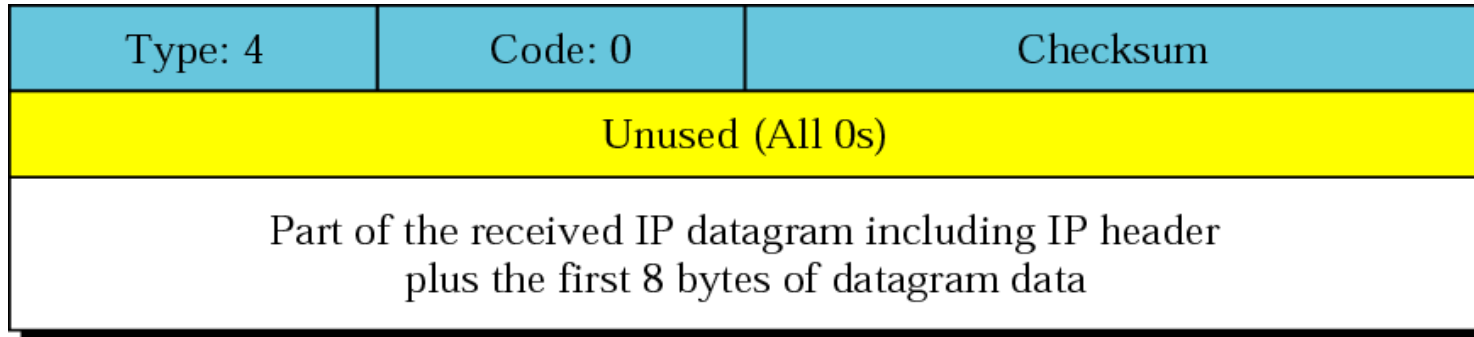 Type: 4
Code: 0
Checksum
Unused (All 0s)
Part of the received IP datagram including IP header
plus the first 8 bytes of datagram data